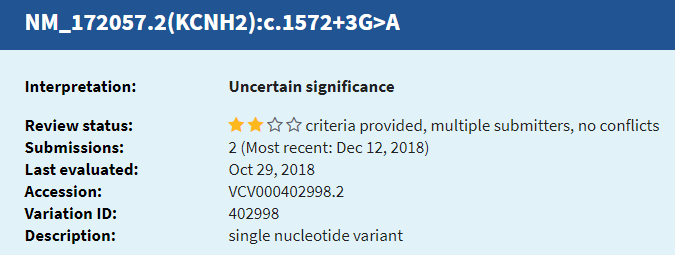 NM_172057.2(KCNH2):c.1572+3G>A
Interpretation: Uncertain significance
Review status: criteria provided, multiple submitters, no conflicts
Submissions: 2 (Most recent: Dec 12, 2018)
Last evaluated: Oct 29, 2018
Accession: VCV000402998.2
Variation ID: 402998
Description: single nucleotide variant